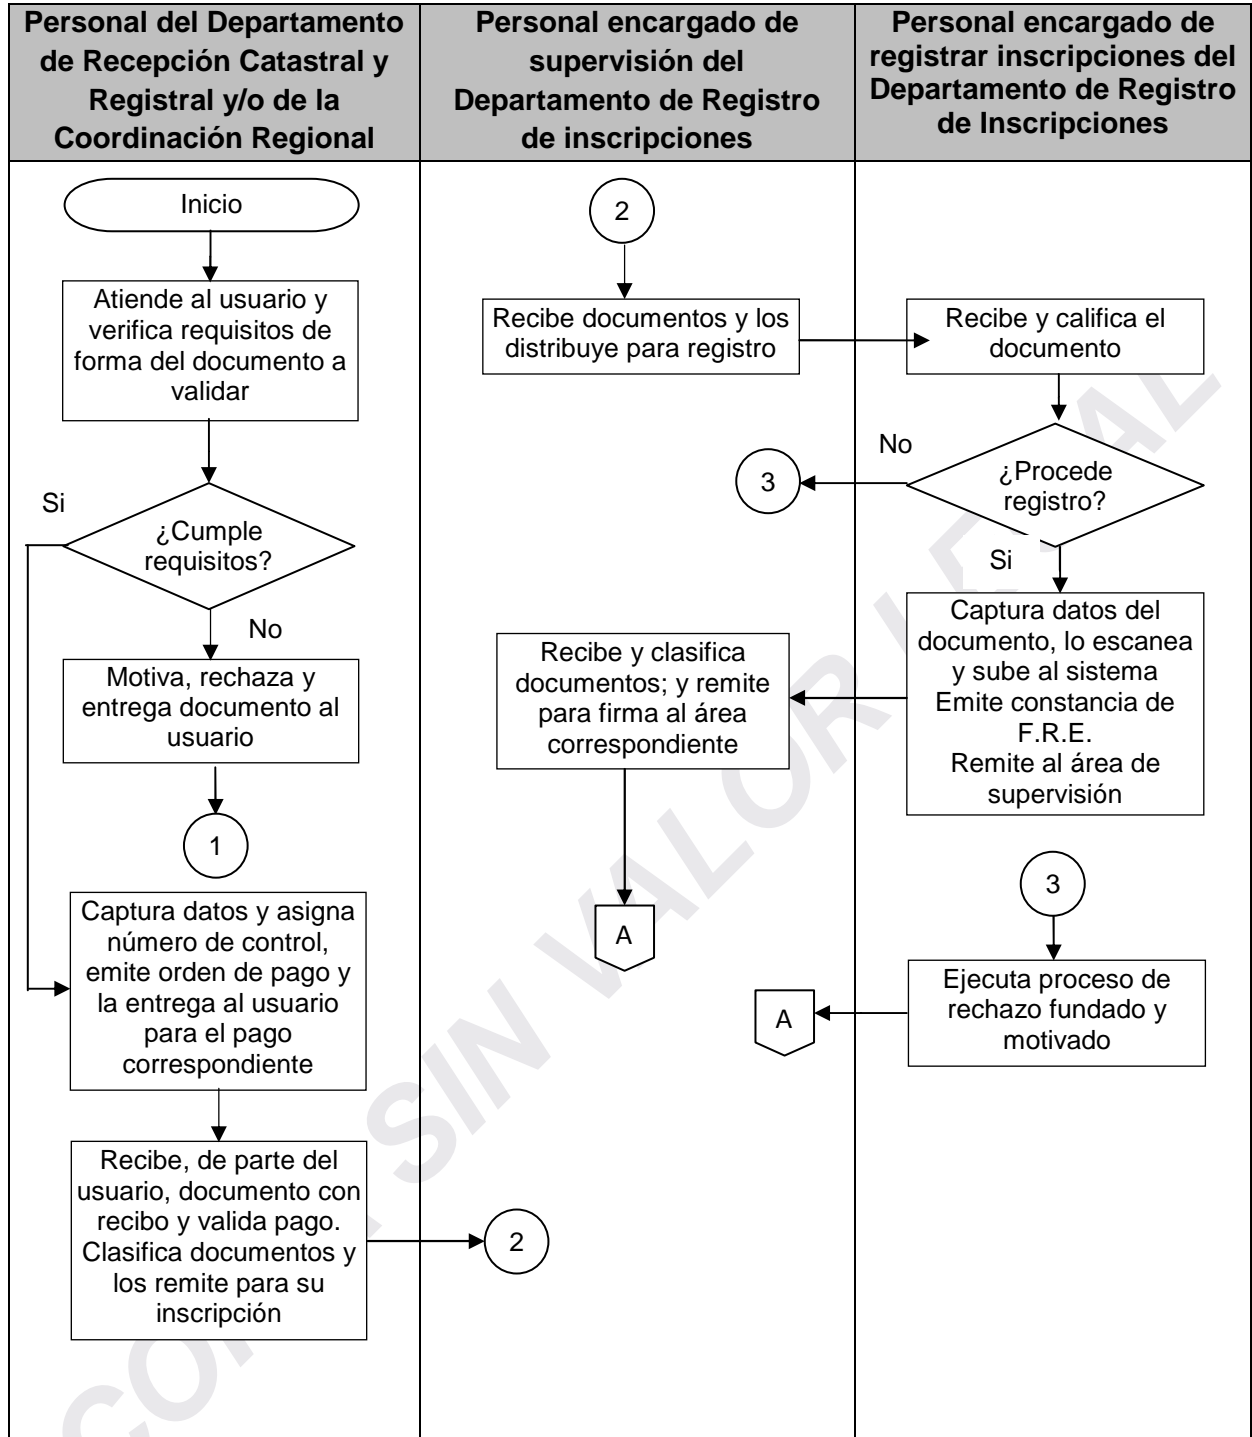 Personal del Departamento
de Recepción Catastral y
Registral y/o de la
Coordinación Regional
Personal encargado de
supervisión del
Departamento de Registro
de inscripciones
Personal encargado de
registrar inscripciones del
Departamento de Registro
de Inscripciones
Inicio
Atiende al usuario y
verifica requisitos de
forma del documento a
validar
Si
¿Cumple
requisitos?
No
Motiva, rechaza y
entrega documento al
usuario
1
Captura datos y asigna
número de control,
emite orden de pago y
la entrega al usuario
para el pago
correspondiente
Recibe, de parte del
usuario, documento con
recibo y valida pago.
Clasifica documentos y
los remite para su
inscripción
2
2
Recibe documentos y los
distribuye para registro
3
Recibe y clasifica
documentos; y remite
para firma al área
correspondiente
A
A
Recibe y califica el
documento
No
¿Procede
registro?
Si
Captura datos del
documento, lo escanea
y sube al sistema
Emite constancia de
F.R.E.
Remite al área de
supervisión
3
Ejecuta proceso de
rechazo fundado y
motivado
SIN VALOR